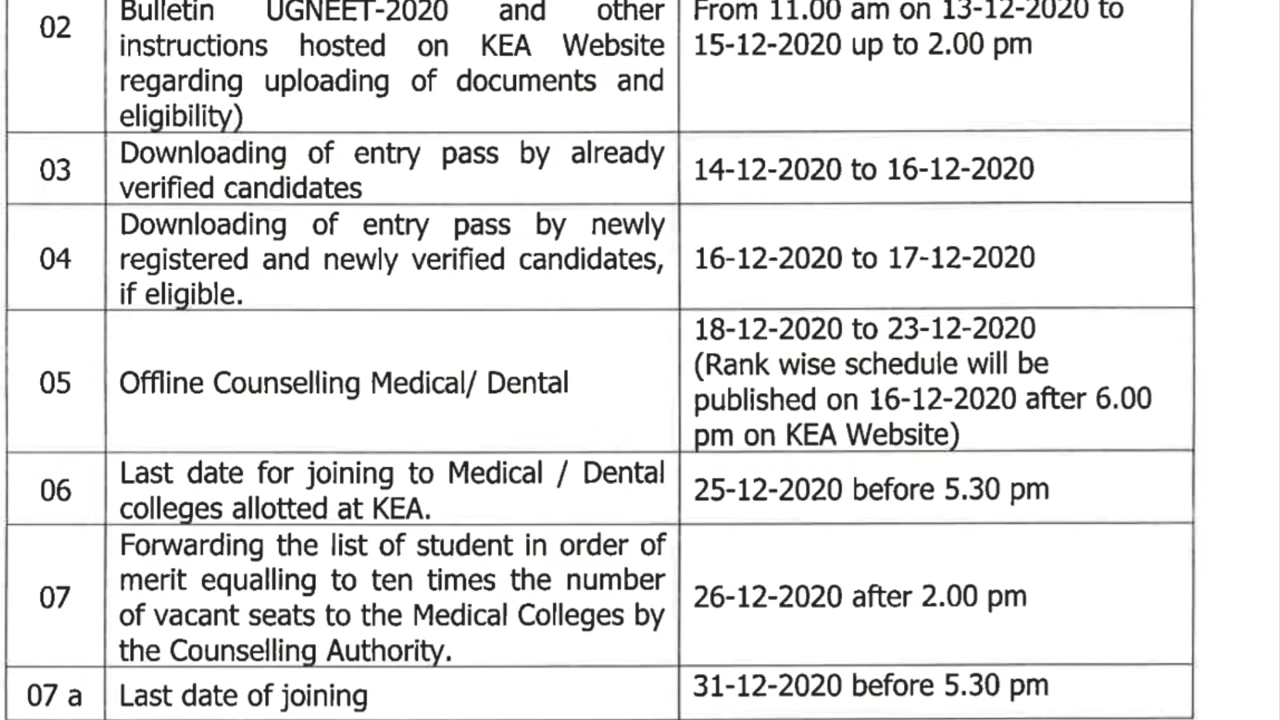 02
Bulletin UGNEET-2020 and other
instructions hosted on KEA Website
regarding uploading of documents and
eligibility)
From 11.00 am on 13-12-2020 to
15-12-2020 up to 2.00 pm
03
Downloading of entry pass by already
verified candidates
14-12-2020 to 16-12-2020
04
Downloading of entry pass by newly
registered and newly verified candidates,
if eligible.
16-12-2020 to 17-12-2020
05
Offline Counselling Medical/ Dental
18-12-2020 to 23-12-2020
(Rank wise schedule will be
published on 16-12-2020 after 6.00
pm on KEA Website)
06
Last date for joining to Medical / Dental
colleges allotted at KEA.
25-12-2020 before 5.30 pm
07
Forwarding the list of student in order of
merit equalling to ten times the number
of vacant seats to the Medical Colleges by
the Counselling Authority.
26-12-2020 after 2.00 pm
07 a
Last date of joining
31-12-2020 before 5.30 pm